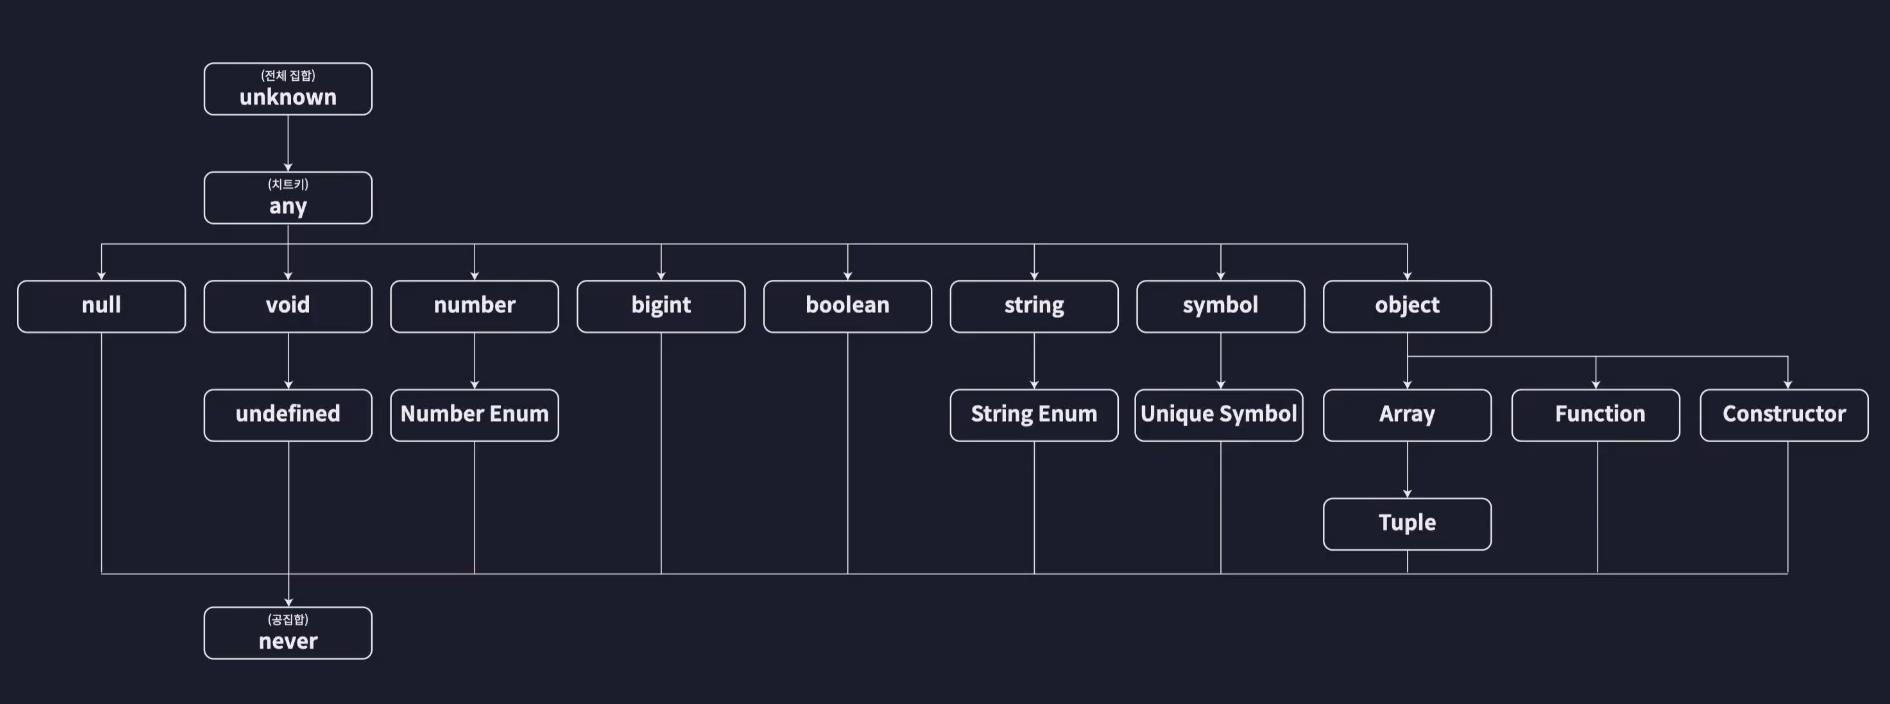 (전체 집합)
unknown
(치트키)
any
null
void
number
bigint
boolean
string
symbol
object
undefined
Number Enum
String Enum
Unique Symbol
Array
Function
Constructor
Tuple
(공집합)
never